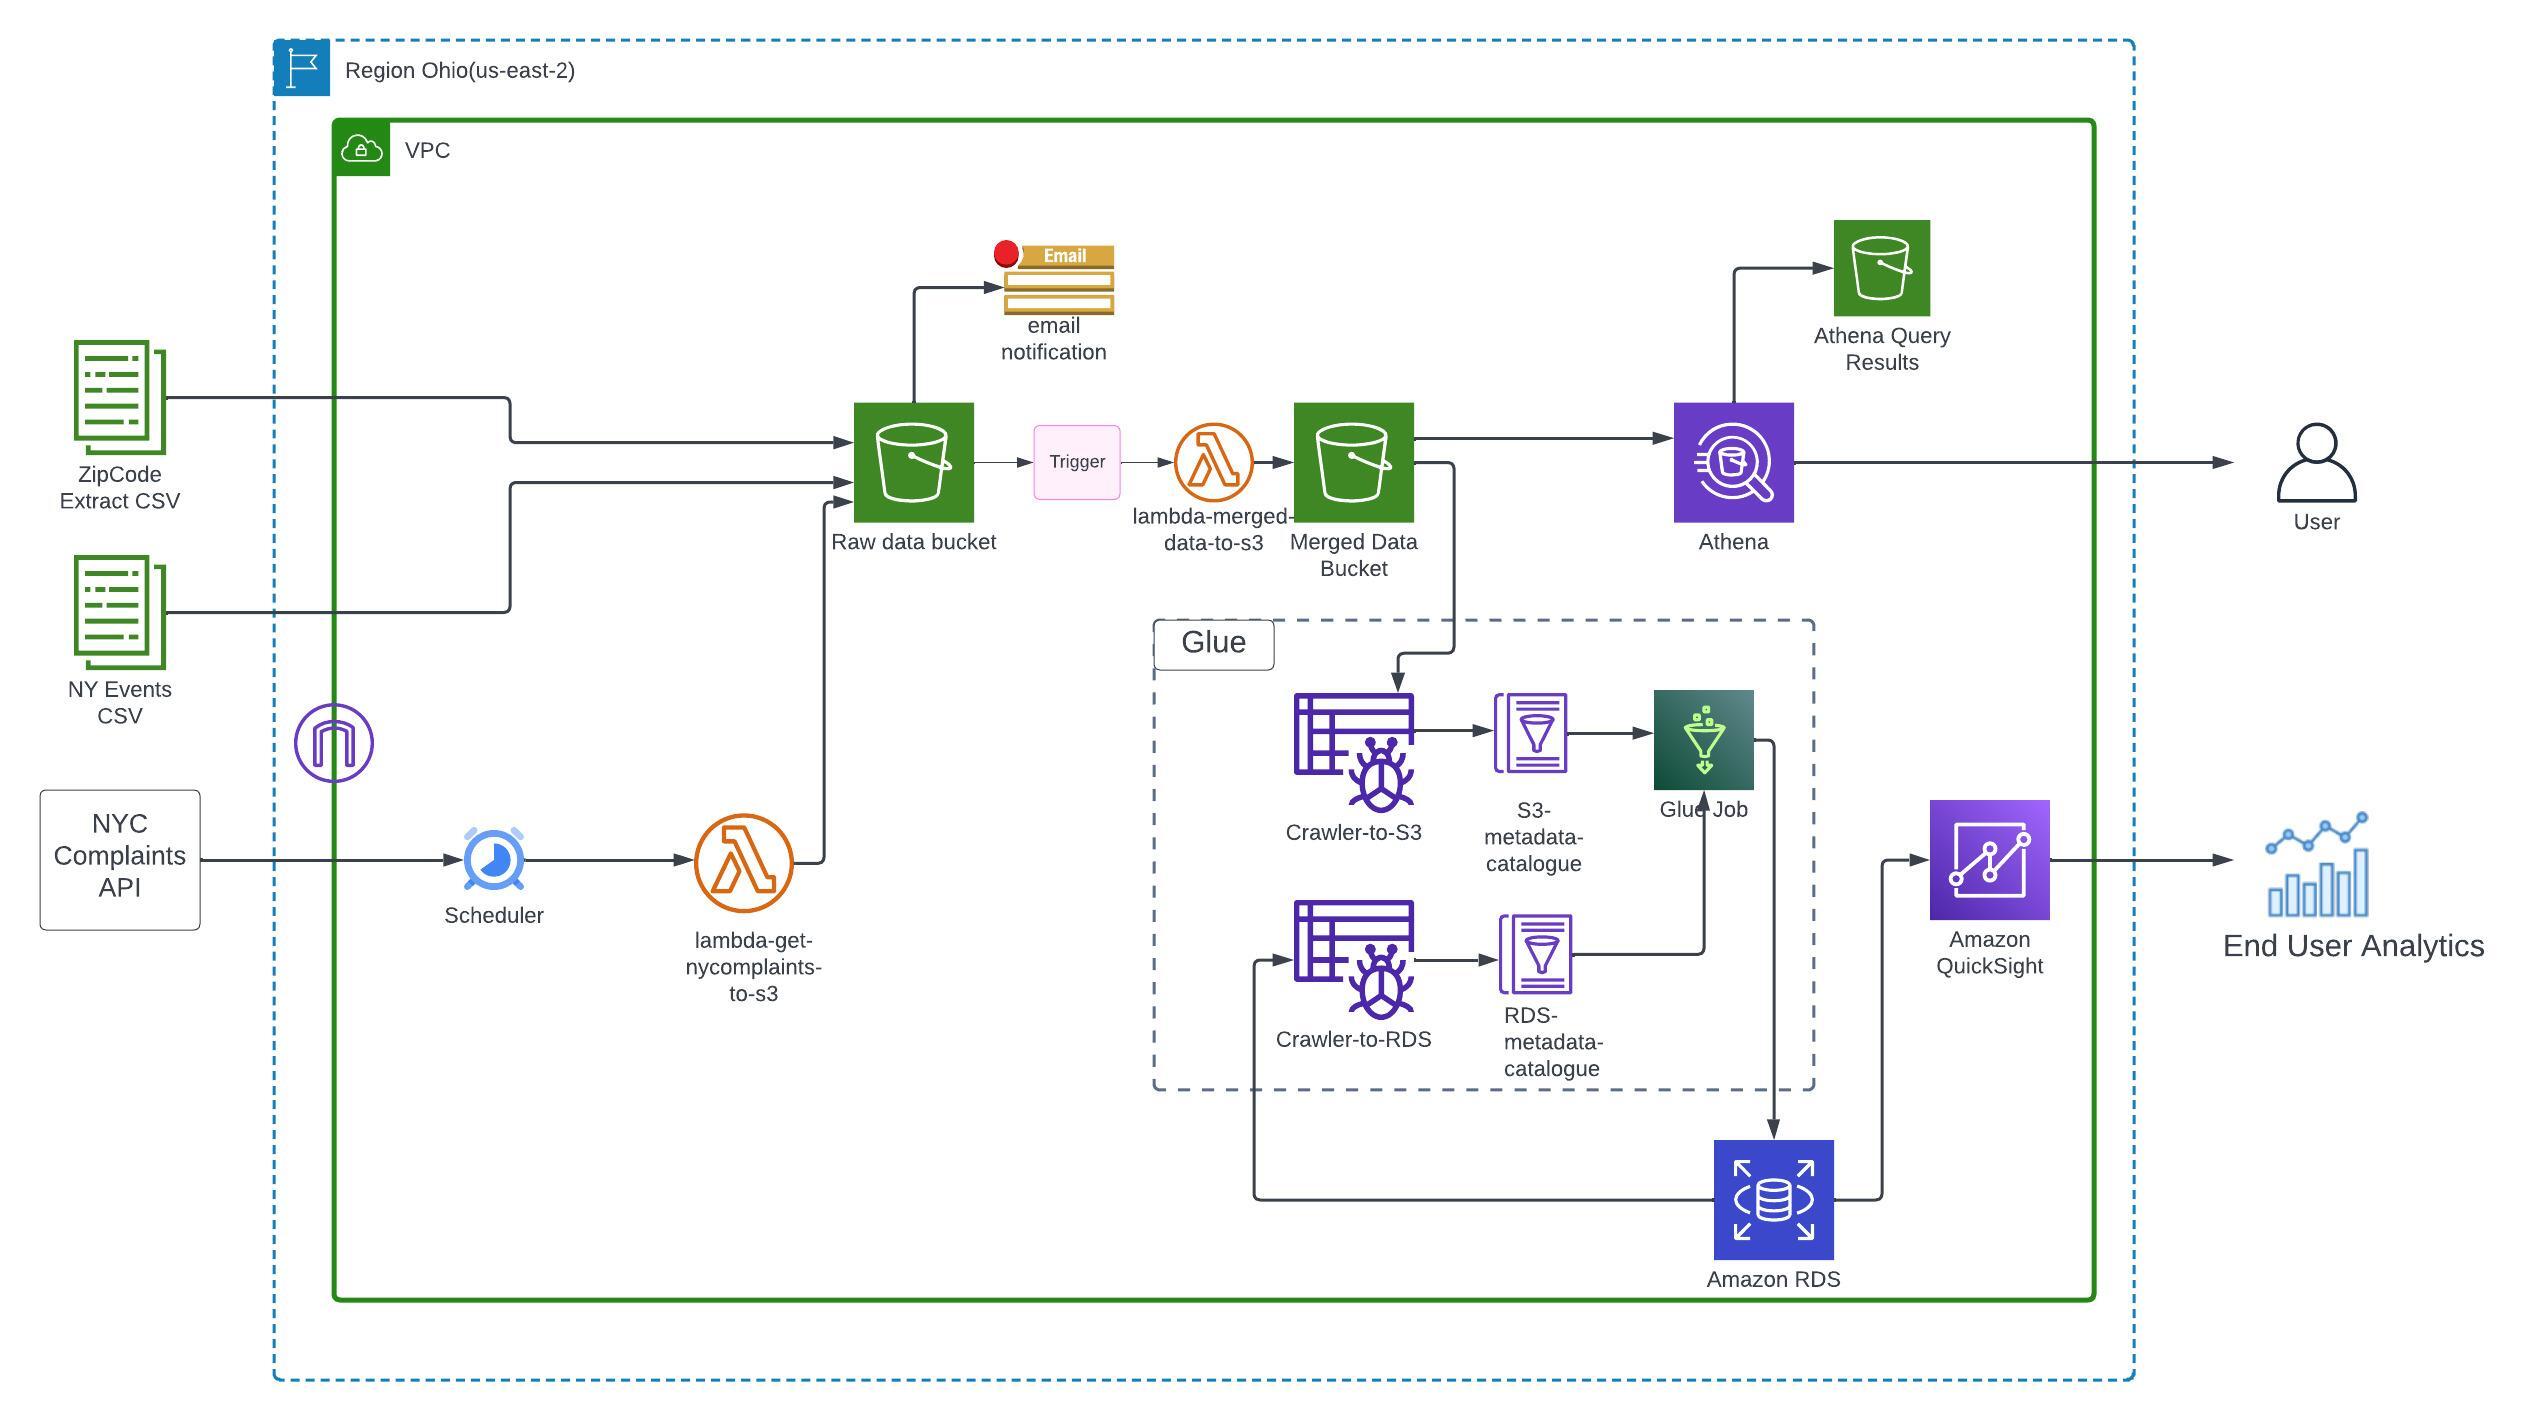 Region Ohio(us-east-2)
VPC
Email
email
notification
Athena Query
Results
ZipCode
Extract CSV
Raw data bucket
Trigger
lambda-merged-
data-to-s3
Merged Data
Bucket
Athena
User
NY Events
CSV
Glue
NYC
Complaints
API
Scheduler
lambda-get-
nycomplaints-
to-s3
Crawler-to-S3
S3-
metadata-
catalogue
Glue Job
Crawler-to-RDS
RDS-
metadata-
catalogue
Amazon
QuickSight
End User Analytics
Amazon RDS